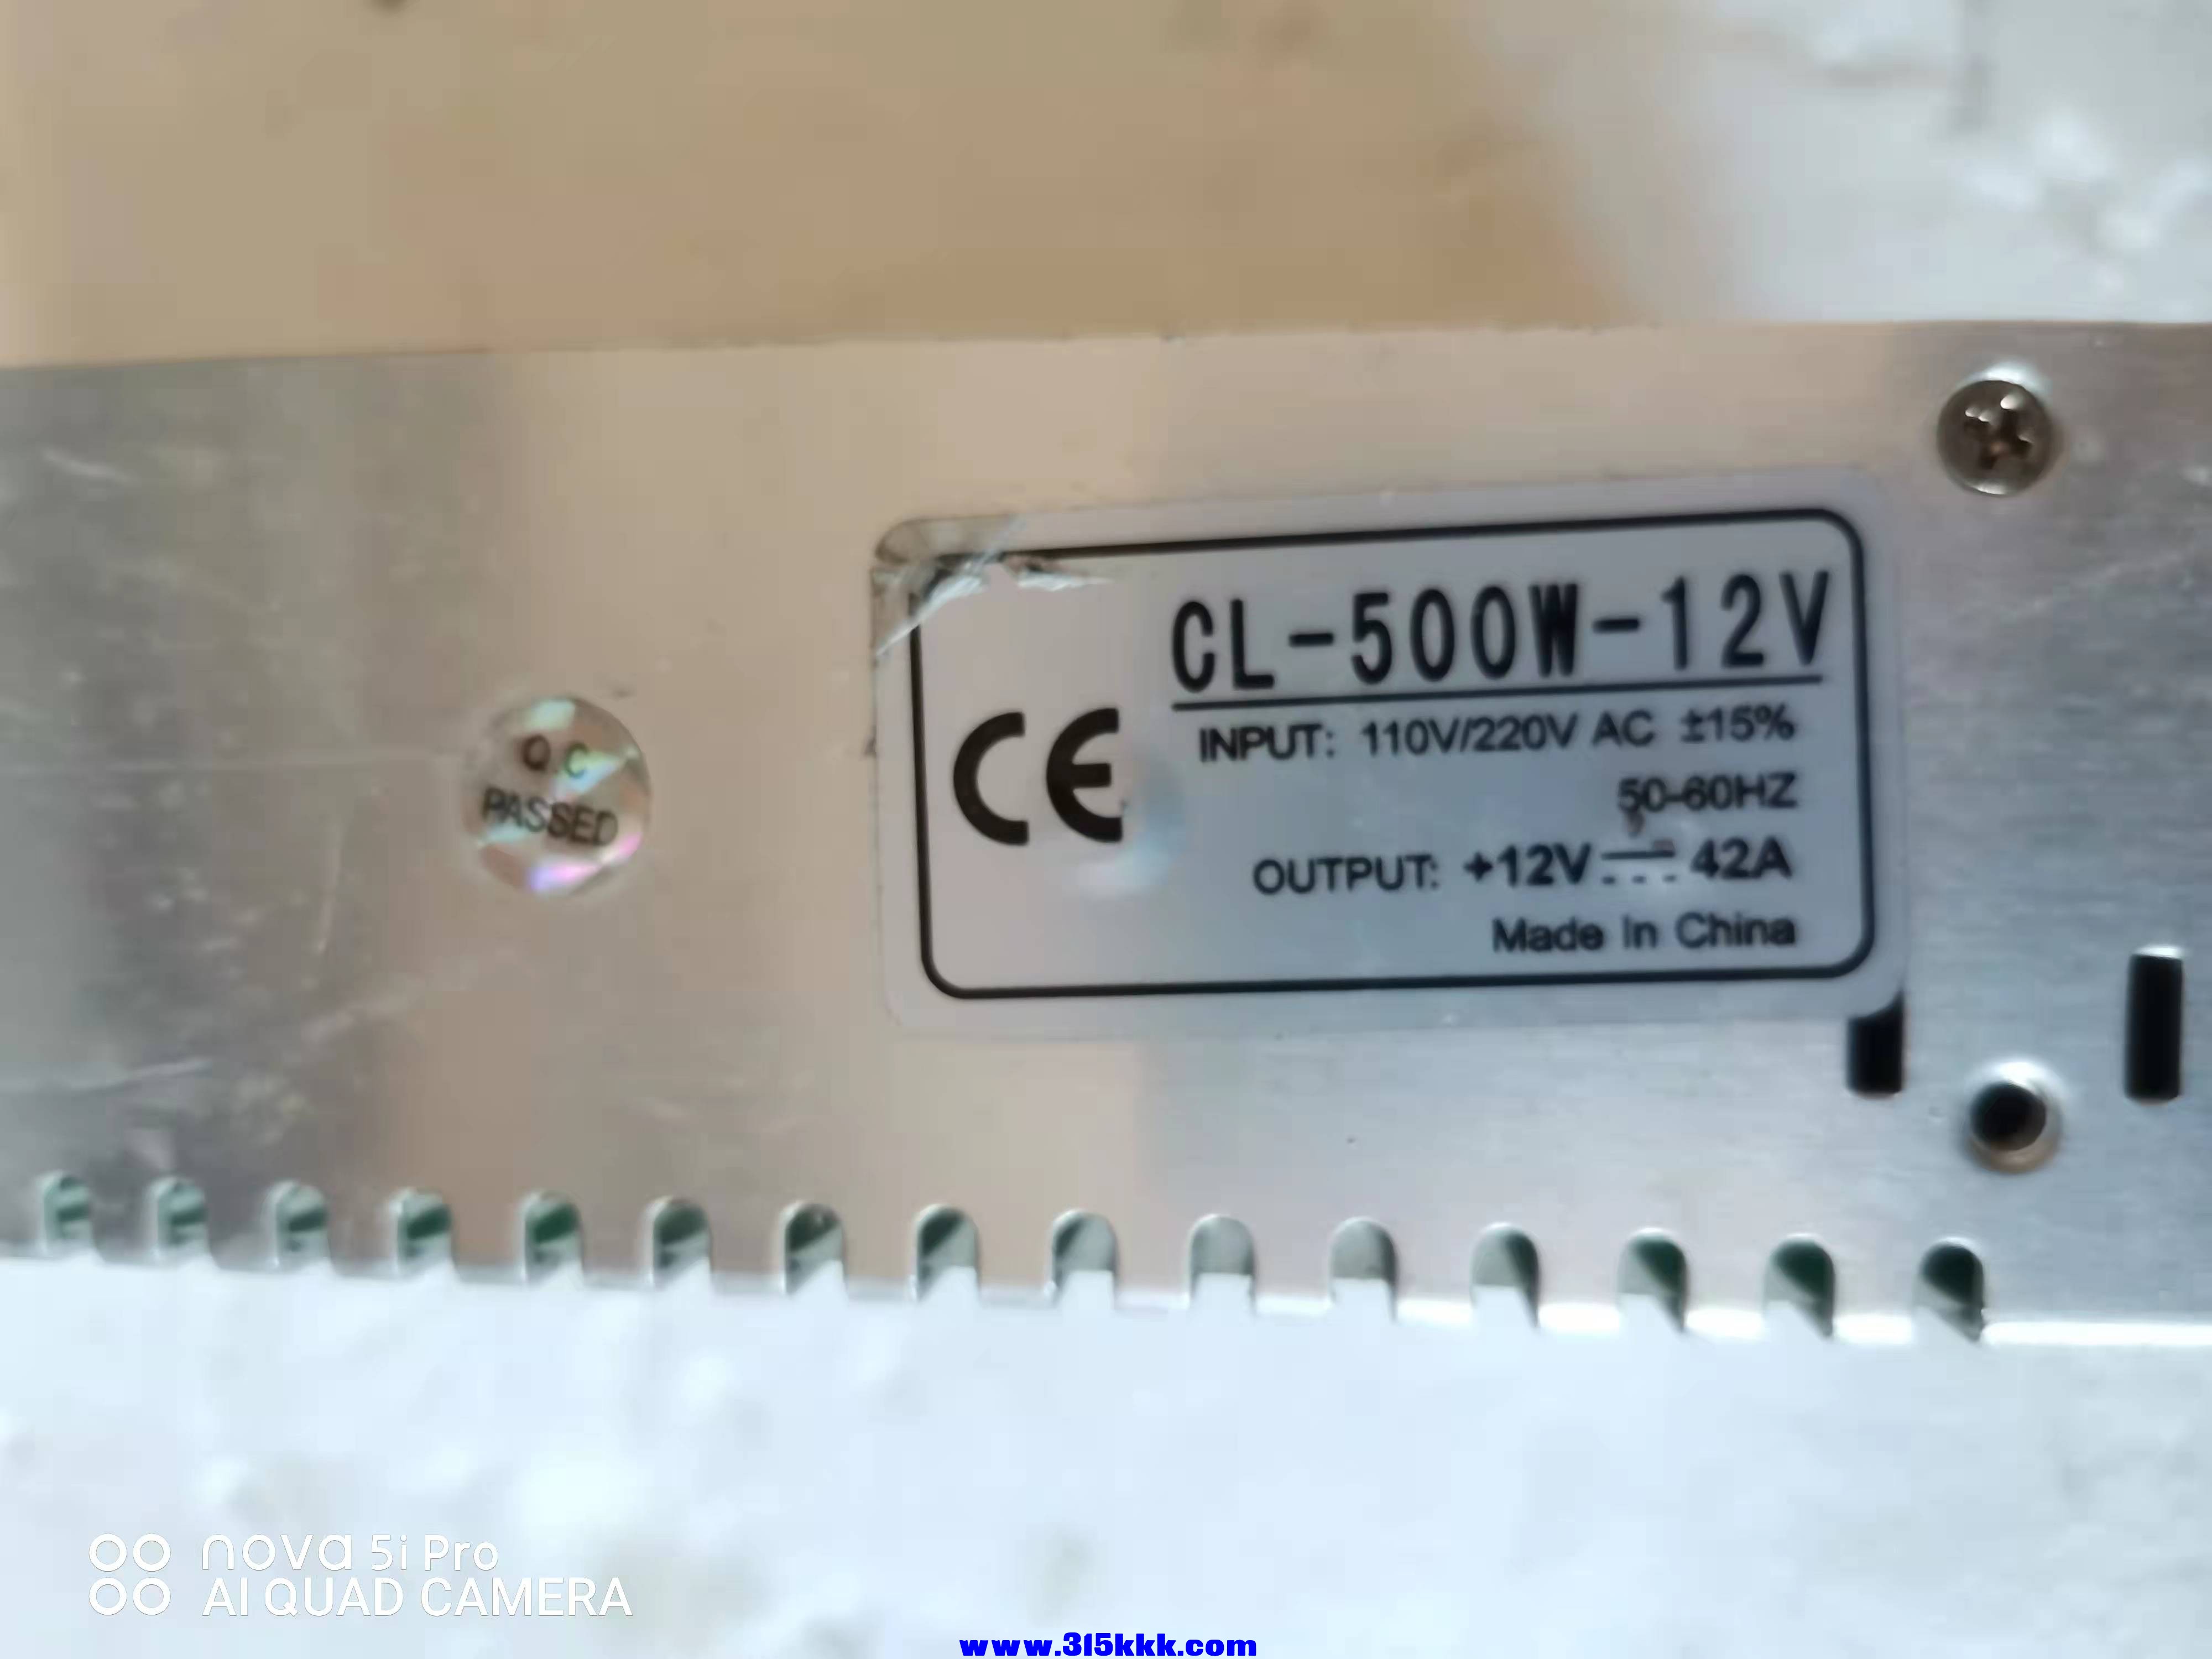 CL-500W-12V
CE
INPUT: 110V/220V AC ±15%
50-60HZ
OUTPUT: +12V⎓42A
Made In China
Q C
PASSED
nova 5i Pro
AI QUAD CAMERA
www.315kkk.com